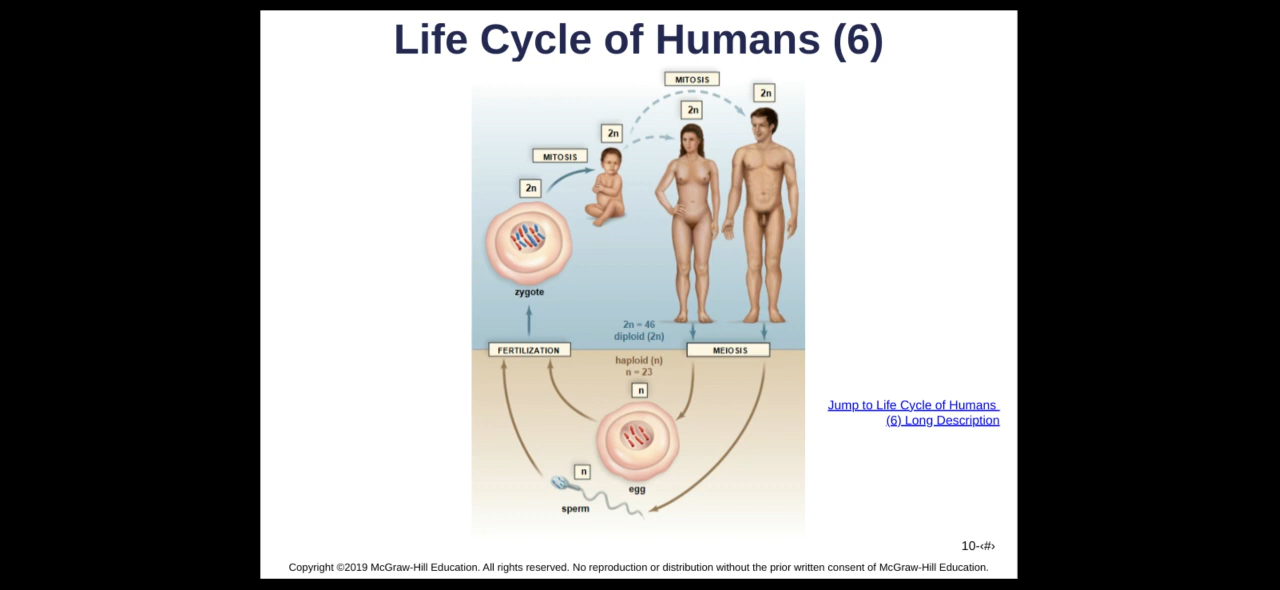 Life Cycle of Humans (6)
MITOSIS
2n
2n
2n
MITOSIS
2n
zygote
2n = 46
diploid (2n)
FERTILIZATION
MEIOSIS
haploid (n)
n = 23
n
Jump to Life Cycle of Humans
(6) Long Description
n
egg
sperm
10-‹#›
Copyright ©2019 McGraw-Hill Education. All rights reserved. No reproduction or distribution without the prior written consent of McGraw-Hill Education.